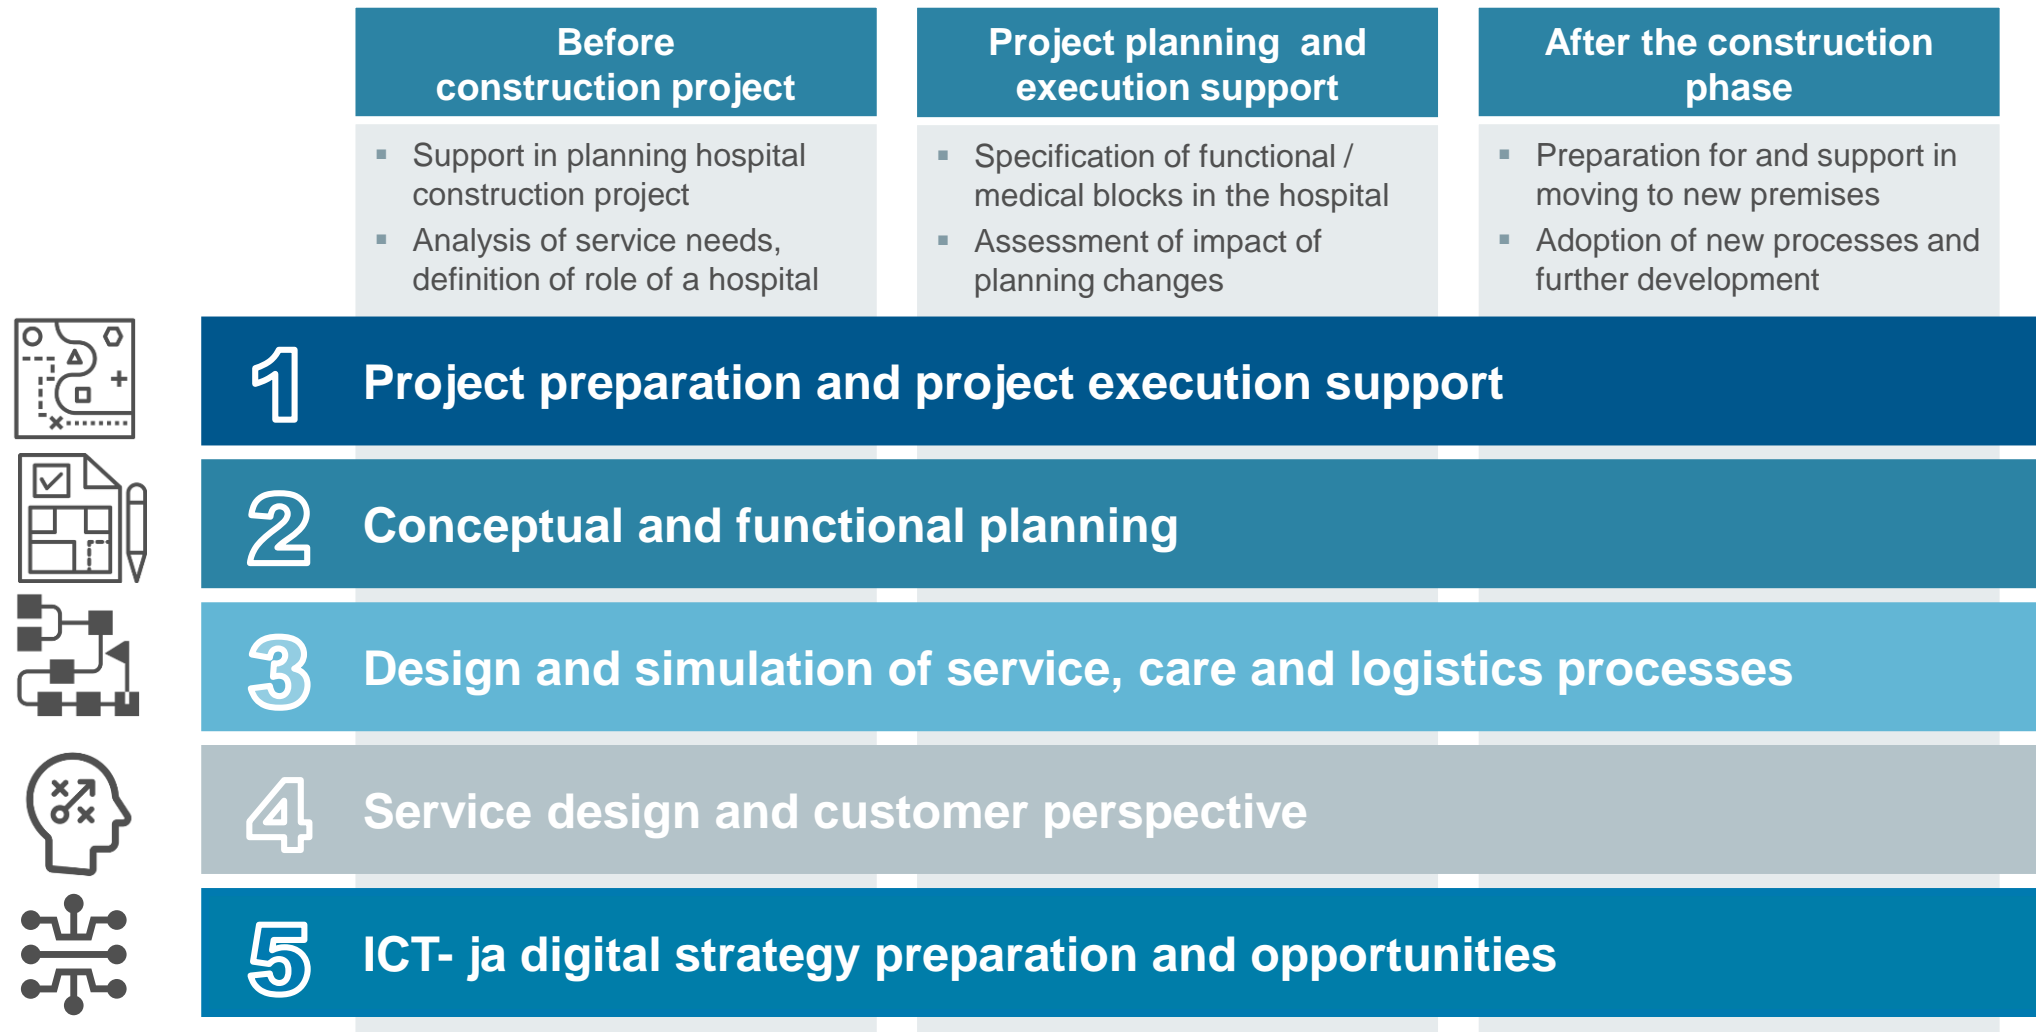 Before
construction project
Project planning and
execution support
After the construction
phase
Support in planning hospital
construction project
Analysis of service needs,
definition of role of a hospital
Specification of functional /
medical blocks in the hospital
Assessment of impact of
planning changes
Preparation for and support in
moving to new premises
Adoption of new processes and
further development
1 Project preparation and project execution support
2 Conceptual and functional planning
3 Design and simulation of service, care and logistics processes
4 Service design and customer perspective
5 ICT- ja digital strategy preparation and opportunities